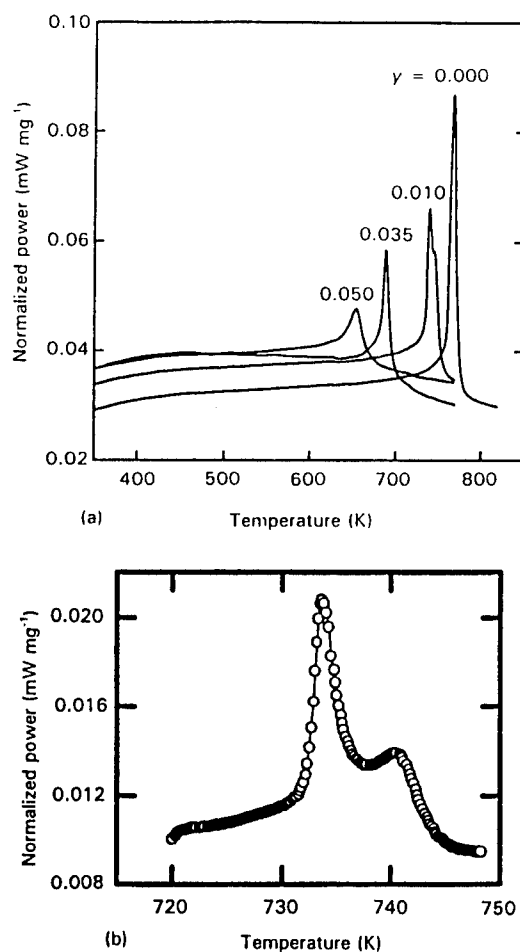 0.10
γ = 0.000
0.08
0.010
0.06
0.035
0.050
0.04
0.02
400 500 600 700 800
Normalized power (mW mg⁻¹)
(a) Temperature (K)
0.020
0.016
0.012
0.008
720 730 740 750
Normalized power (mW mg⁻¹)
(b) Temperature (K)